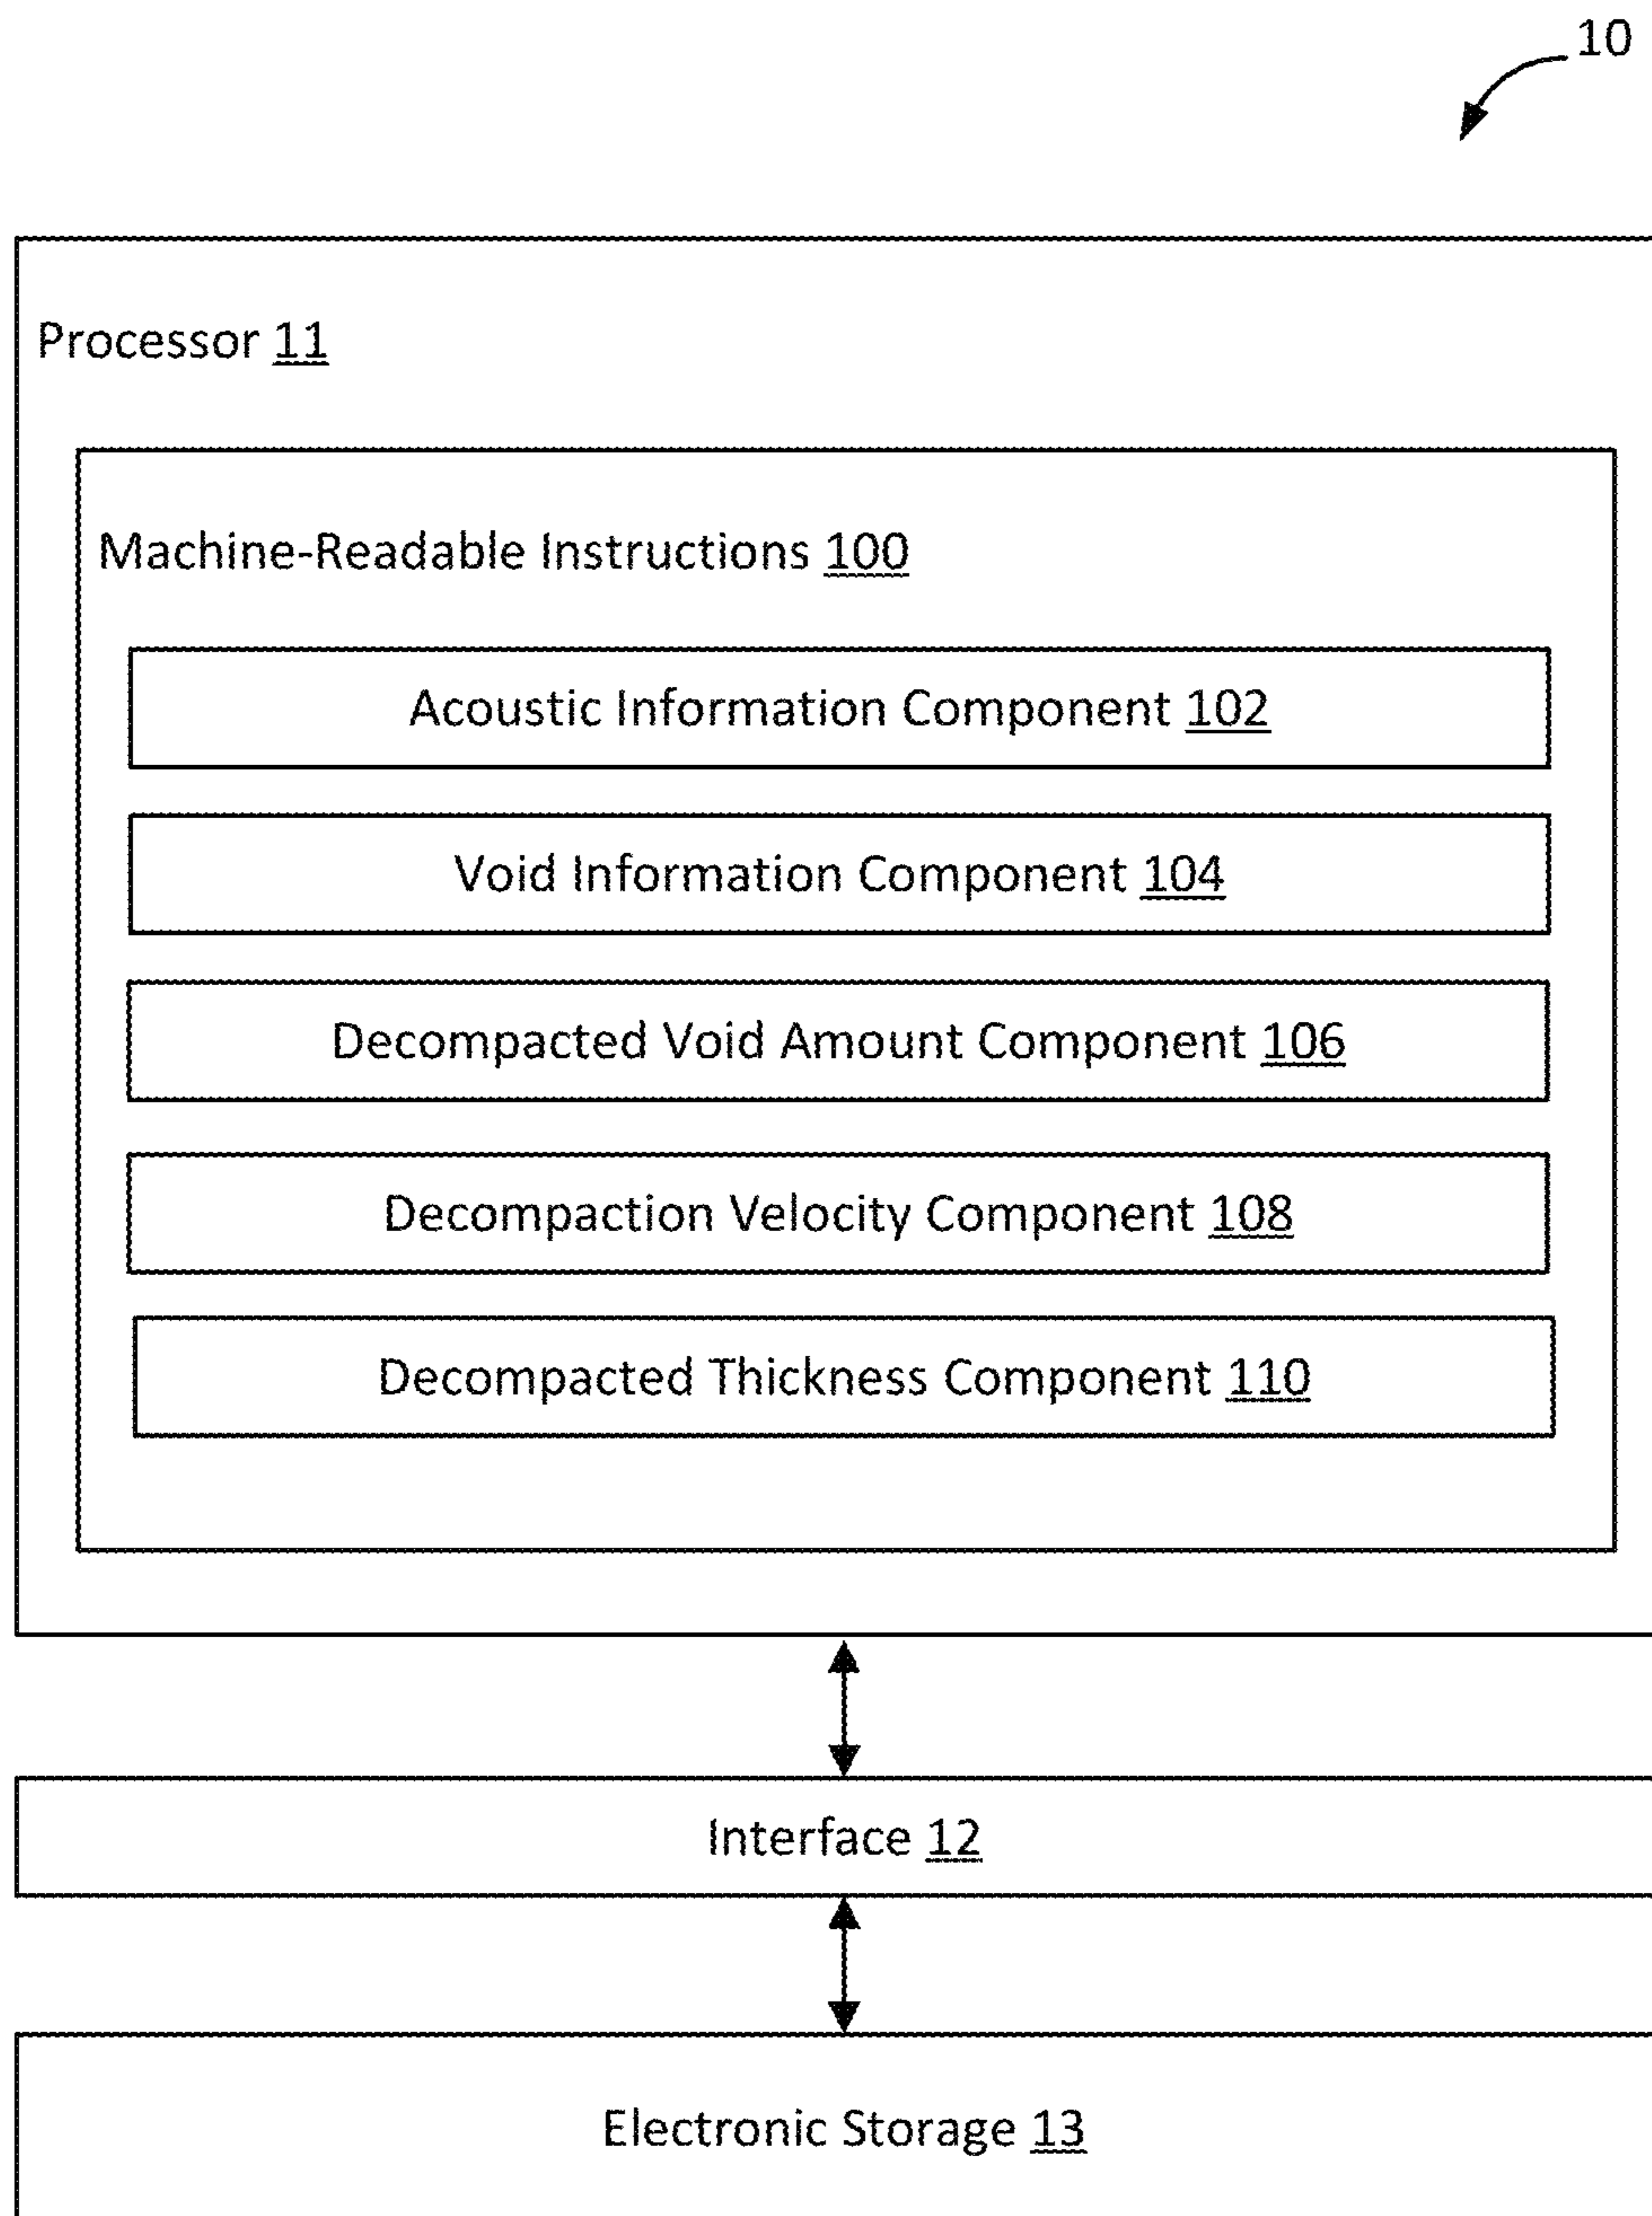 10
Processor 11
Machine-Readable Instructions 100
Acoustic Information Component 102
Void Information Component 104
Decompacted Void Amount Component 106
Decompaction Velocity Component 108
Decompacted Thickness Component 110
Interface 12
Electronic Storage 13